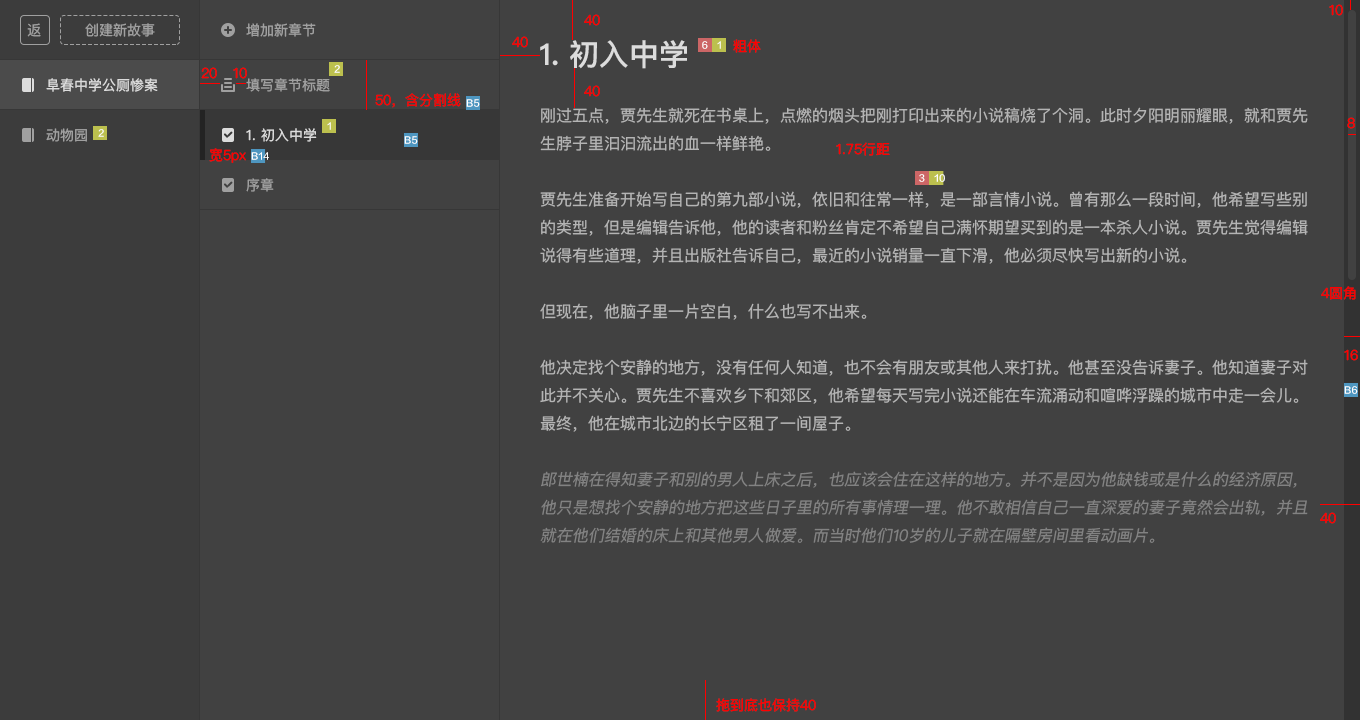 返
创建新故事
阜春中学公厕惨案
动物园
2
增加新章节
20
10
填写章节标题
2
50，含分割线
B5
1. 初入中学
1
B5
宽5px
B14
序章
40
40
1. 初入中学
6
1
粗体
40
刚过五点，贾先生就死在书桌上，点燃的烟头把刚打印出来的小说稿烧了个洞。此时夕阳明丽耀眼，就和贾先
生脖子里汩汩流出的血一样鲜艳。
1.75行距
3
10
贾先生准备开始写自己的第九部小说，依旧和往常一样，是一部言情小说。曾有那么一段时间，他希望写些别
的类型，但是编辑告诉他，他的读者和粉丝肯定不希望自己满怀期望买到的是一本杀人小说。贾先生觉得编辑
说得有些道理，并且出版社告诉自己，最近的小说销量一直下滑，他必须尽快写出新的小说。
但现在，他脑子里一片空白，什么也写不出来。
他决定找个安静的地方，没有任何人知道，也不会有朋友或其他人来打扰。他甚至没告诉妻子。他知道妻子对
此并不关心。贾先生不喜欢乡下和郊区，他希望每天写完小说还能在车流涌动和喧哗浮躁的城市中走一会儿。
最终，他在城市北边的长宁区租了一间屋子。
郎世楠在得知妻子和别的男人上床之后，也应该会住在这样的地方。并不是因为他缺钱或是什么的经济原因，
他只是想找个安静的地方把这些日子里的所有事情理一理。他不敢相信自己一直深爱的妻子竟然会出轨，并且
就在他们结婚的床上和其他男人做爱。而当时他们10岁的儿子就在隔壁房间里看动画片。
拖到底也保持40
10
8
4圆角
16
B6
40